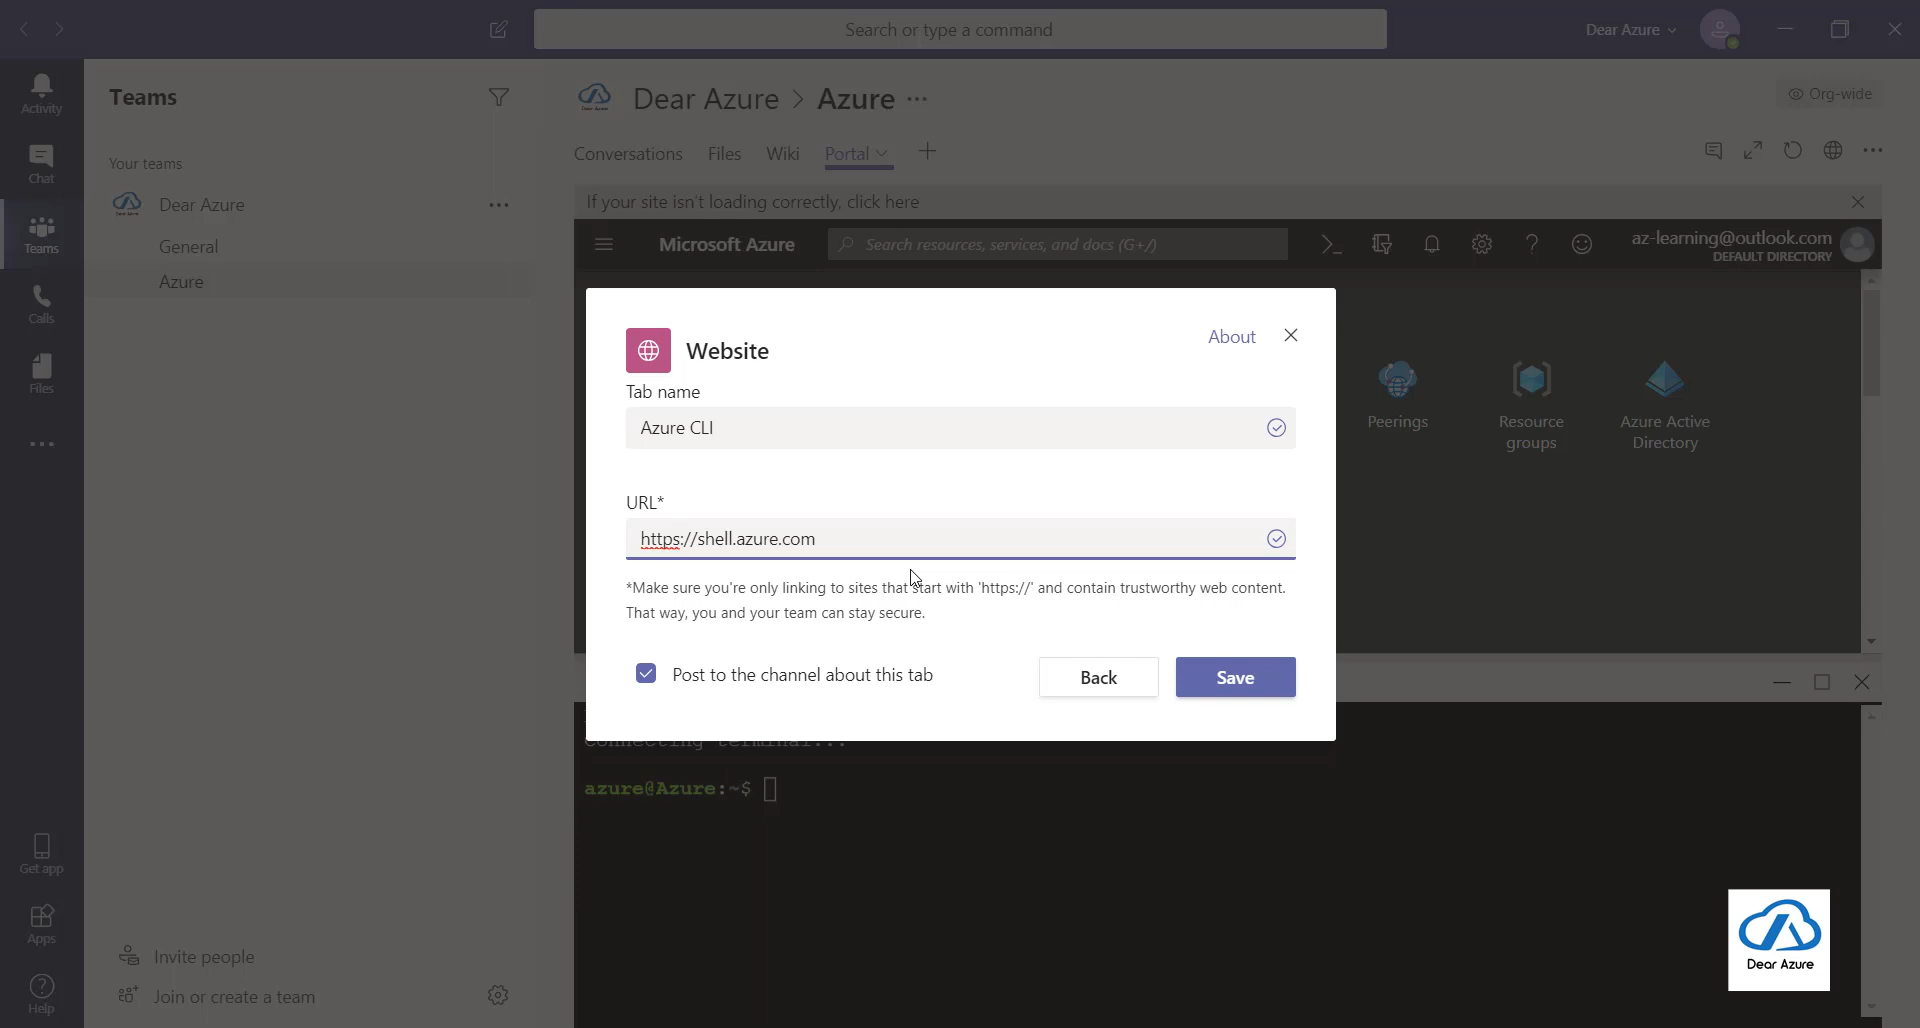 Search or type a command
Dear Azure
Activity
Chat
Teams
Calls
Files
Get app
Apps
Help
Teams
Your teams
Dear Azure
General
Azure
Invite people
Join or create a team
Dear Azure > Azure
Org-wide
Conversations Files Wiki Portal
If your site isn't loading correctly, click here
Microsoft Azure
Search resources, services, and docs (G+/)
az-learning@outlook.com
DEFAULT DIRECTORY
Peerings
Resource
groups
Azure Active
Directory
Website
About
Tab name
Azure CLI
URL*
https://shell.azure.com
*Make sure you're only linking to sites that start with 'https://' and contain trustworthy web content.
That way, you and your team can stay secure.
Post to the channel about this tab
Back
Save
Connecting terminal...
azure@Azure:~$
Dear Azure